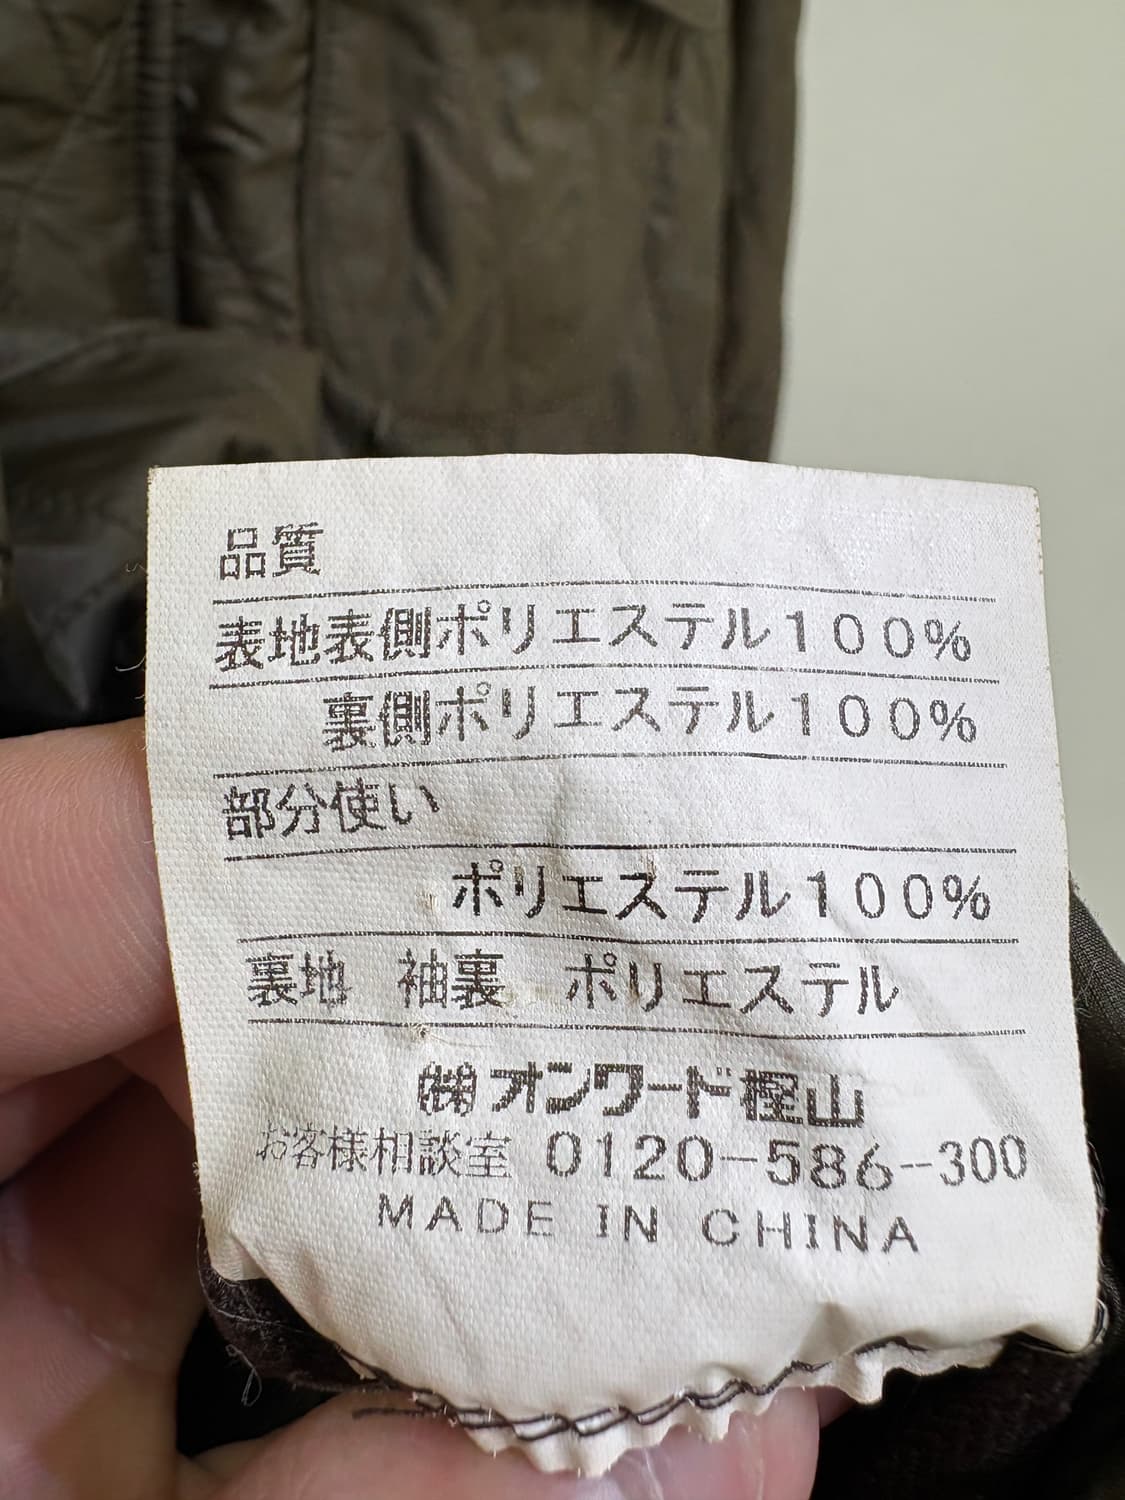 品質
表地表側ポリエステル100%
裏側ポリエステル100%
部分使い
ポリエステル100%
裏地 袖裏 ポリエステル
㈱オンワード樫山
お客様相談室 0120-586-300
MADE IN CHINA